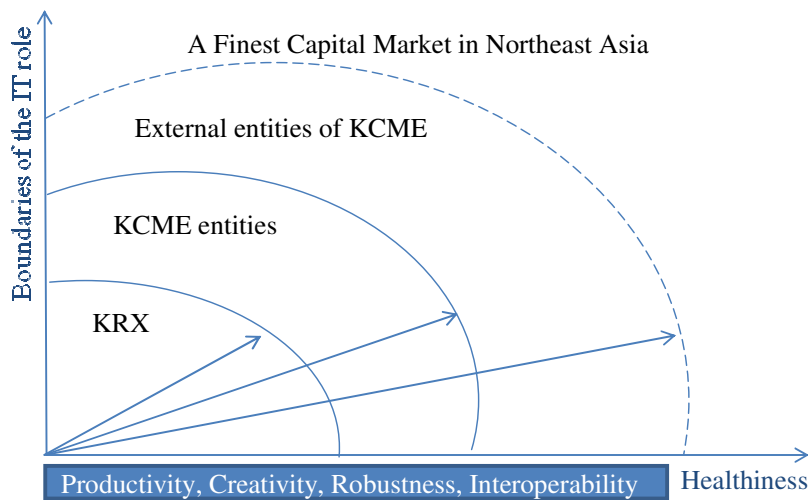 A Finest Capital Market in Northeast Asia
Boundaries of the IT role
External entities of KCME
KCME entities
KRX
Productivity, Creativity, Robustness, Interoperability
Healthiness